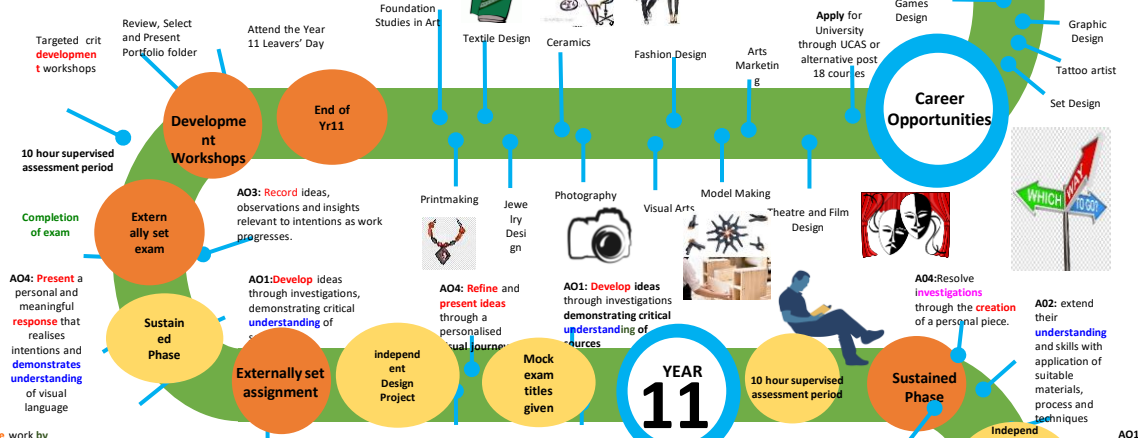 Games
Design
Graphic
Design
Tattoo artist
Set Design
Foundation
Studies in Art
Textile Design
Ceramics
Fashion Design
Arts
Marketin
g
Apply for
University
through UCAS or
alternative post
18 courses
Career
Opportunities
Review, Select
and Present
Portfolio folder
Attend the Year
11 Leavers' Day
Targeted crit
developmen
t workshops
Developme
nt
Workshops
End of
Yr11
10 hour supervised
assessment period
Printmaking
Jewe
lry
Desi
gn
Photography
Visual Arts
Model Making
Theatre and Film
Design
WHICH
WAY
TO GO?
Completion
of exam
Extern
ally set
exam
AO3: Record ideas,
observations and insights
relevant to intentions as work
progresses.
AO4: Present a
personal and
meaningful
response that
realises
intentions and
demonstrates
understanding
of visual
language
Sustain
ed
Phase
AO1:Develop ideas
through investigations,
demonstrating critical
understanding of
Externally set
assignment
independ
ent
Design
Project
AO4: Refine and
present ideas
through a
personalised
visual journey
Mock
exam
titles
given
AO1: Develop ideas
through investigations
demonstrating critical
understanding of
sources
YEAR
11
10 hour supervised
assessment period
A04:Resolve
investigations
through the creation
of a personal piece.
Sustained
Phase
A02: extend
their
understanding
and skills with
application of
suitable
materials,
process and
techniques
Independ
AO1
work by